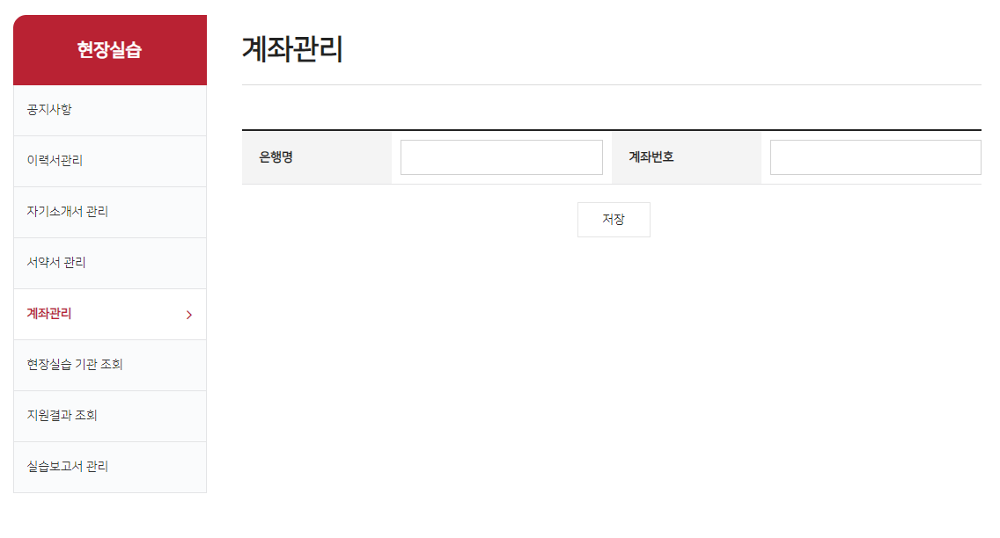 현장실습
공지사항
이력서관리
자기소개서 관리
서약서 관리
계좌관리
현장실습 기관 조회
지원결과 조회
실습보고서 관리
계좌관리
은행명 계좌번호
저장